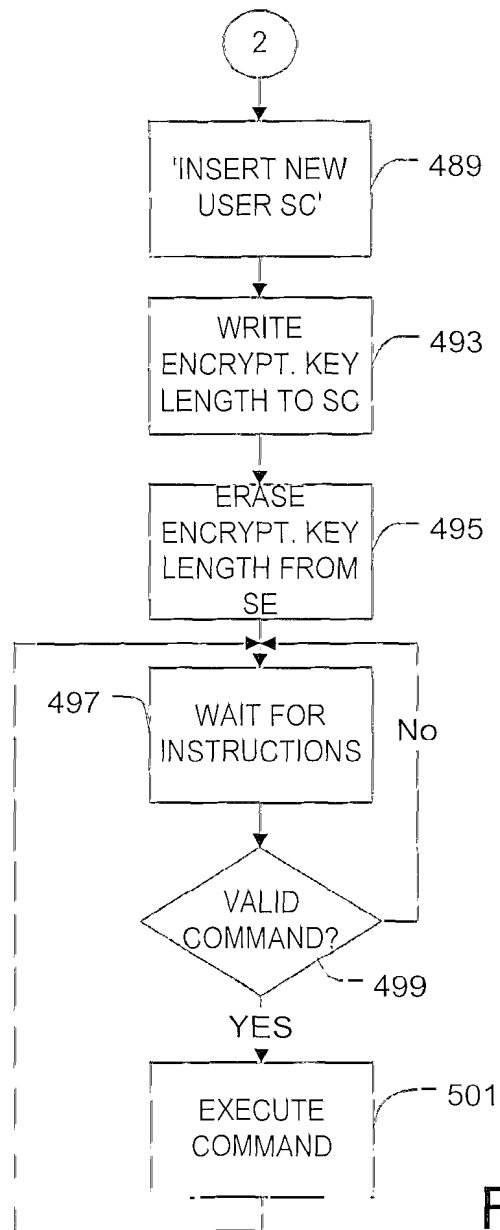 2
'INSERT NEW
USER SC'
489
WRITE
ENCRYPT. KEY
LENGTH TO SC
493
ERASE
ENCRYPT. KEY
LENGTH FROM
SE
495
497
WAIT FOR
INSTRUCTIONS
No
VALID
COMMAND?
499
YES
EXECUTE
COMMAND
501